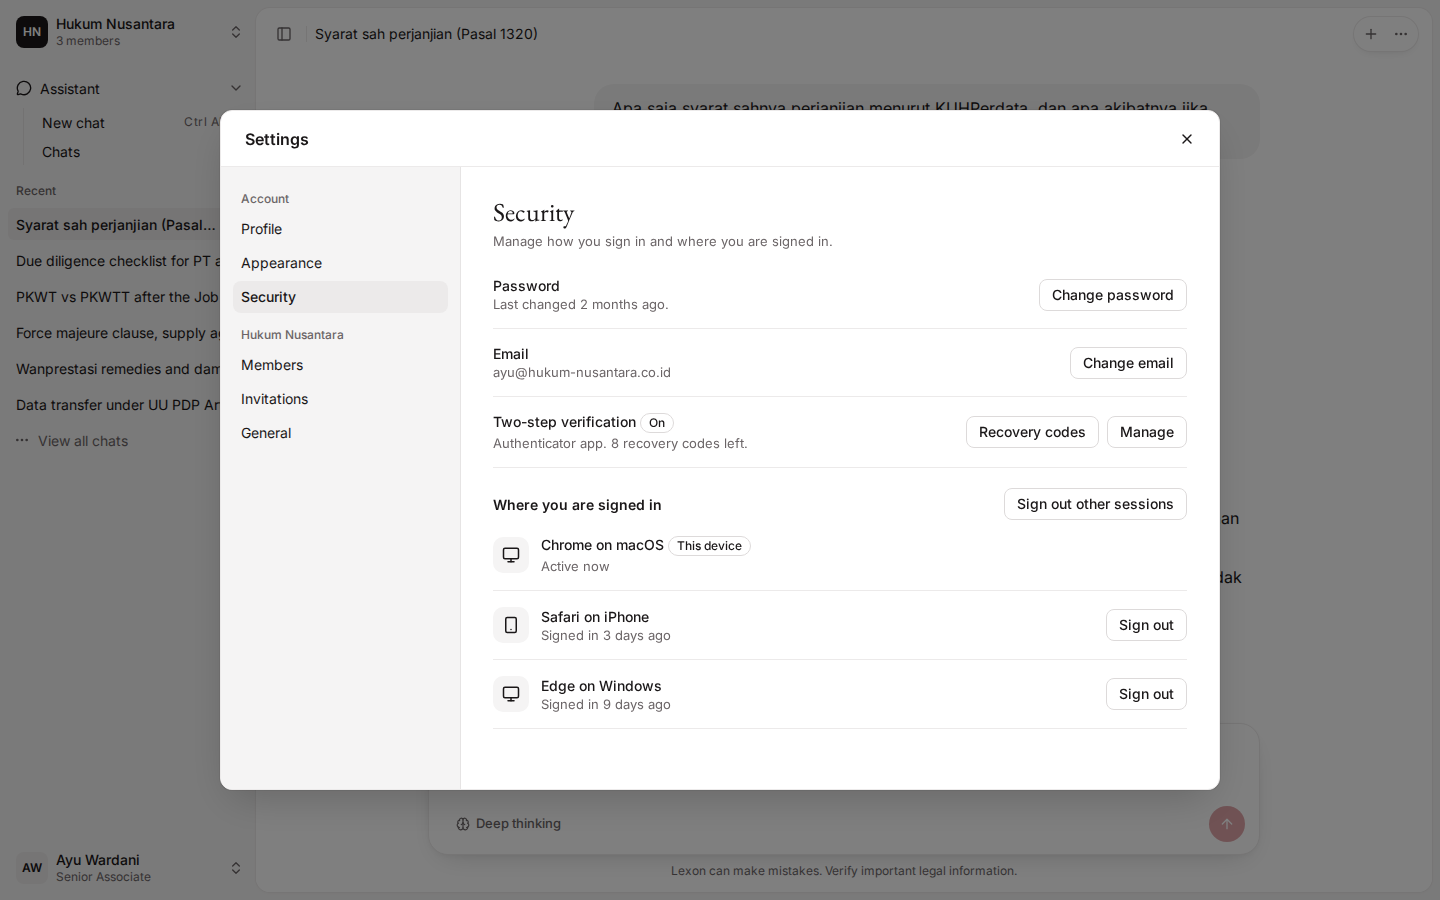 HN
Hukum Nusantara
3 members
Assistant
New chat
Ctrl A
Chats
Recent
Syarat sah perjanjian (Pasal...
Due diligence checklist for PT a
PKWT vs PKWTT after the Job
Force majeure clause, supply ag
Wanprestasi remedies and dam
Data transfer under UU PDP Ar
View all chats
AW
Ayu Wardani
Senior Associate
Syarat sah perjanjian (Pasal 1320)
Apa saja syarat sahnya perjanjian menurut KUHPerdata, dan apa akibatnya jika
Settings
Account
Profile
Appearance
Security
Hukum Nusantara
Members
Invitations
General
Security
Manage how you sign in and where you are signed in.
Password
Last changed 2 months ago.
Change password
Email
ayu@hukum-nusantara.co.id
Change email
Two-step verification On
Authenticator app. 8 recovery codes left.
Recovery codes
Manage
Where you are signed in
Sign out other sessions
Chrome on macOS This device
Active now
Safari on iPhone
Signed in 3 days ago
Sign out
Edge on Windows
Signed in 9 days ago
Sign out
an
dak
Deep thinking
Lexon can make mistakes. Verify important legal information.